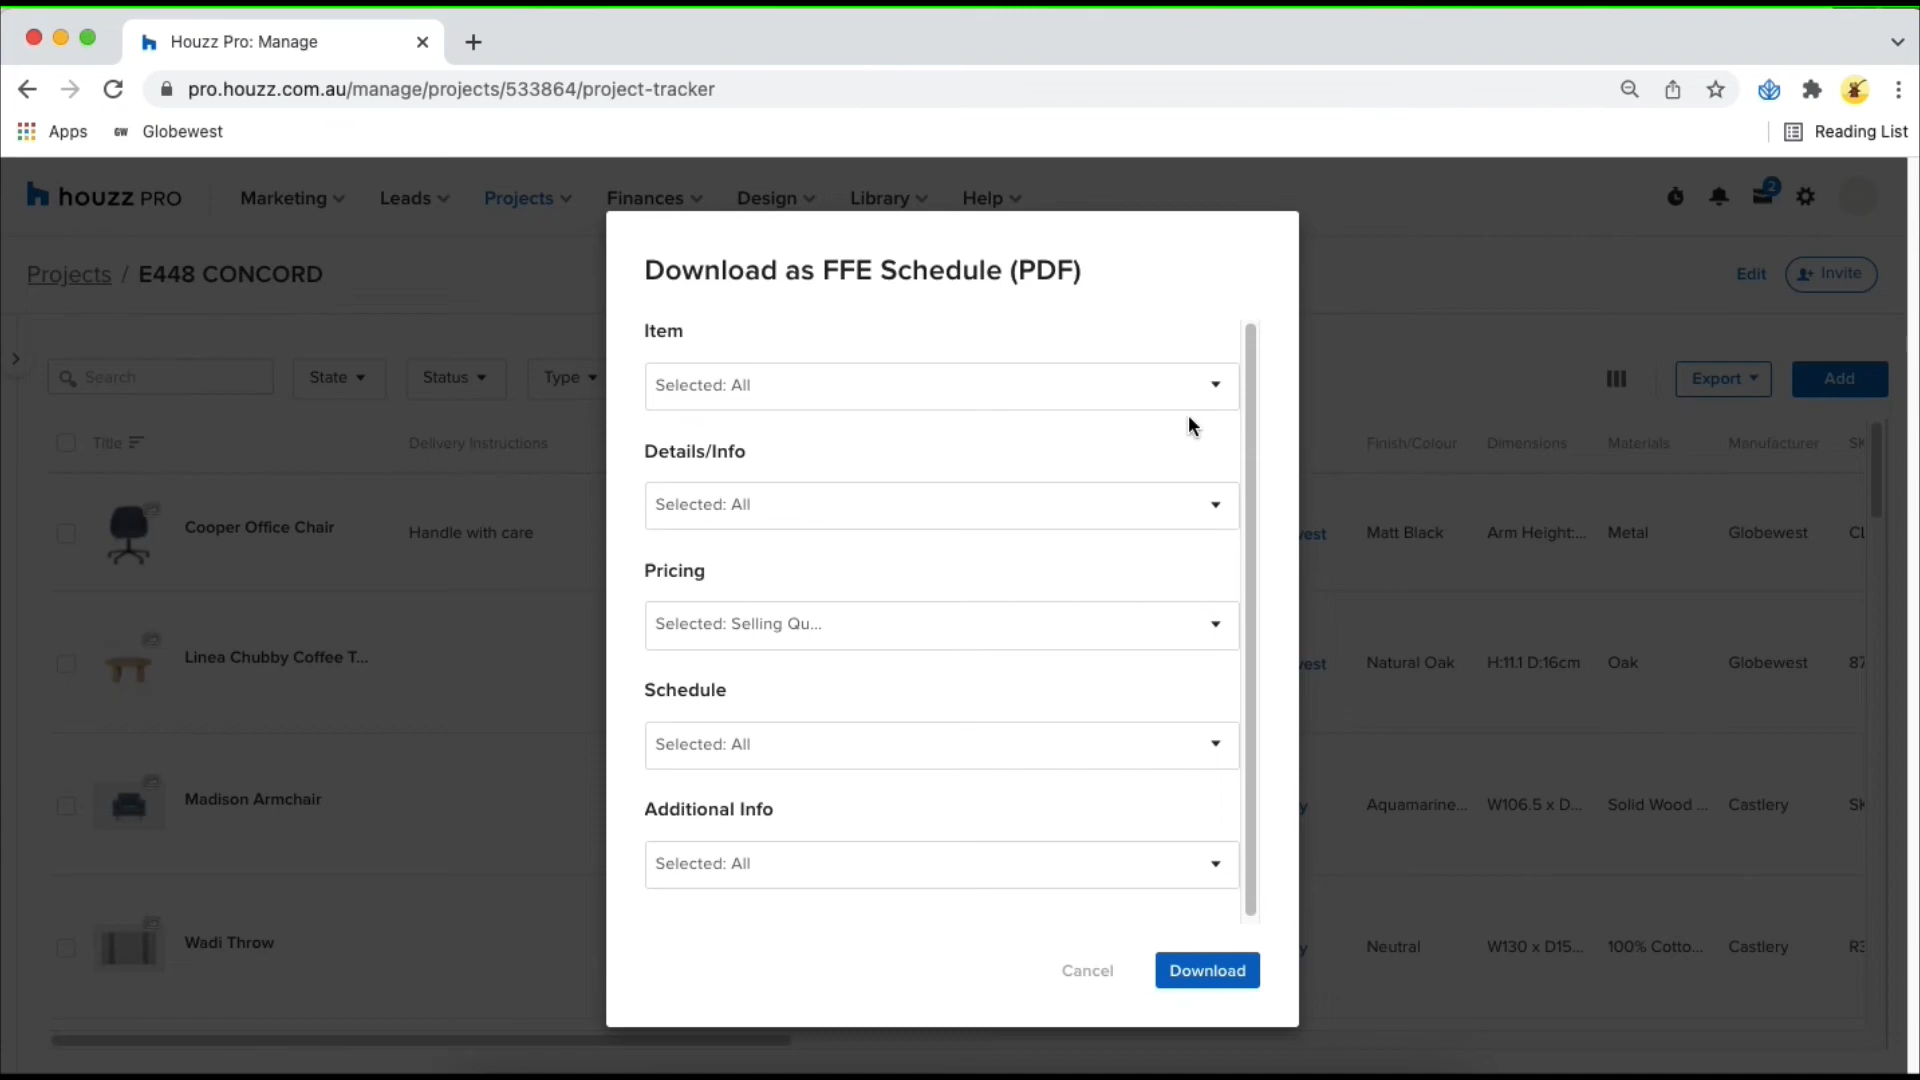 Houzz Pro: Manage
pro.houzz.com.au/manage/projects/533864/project-tracker
Apps GW Globewest Reading List
houzz PRO Marketing Leads Projects Finances Design Library Help 2
Projects / E448 CONCORD Edit Invite
Search State Status Type Export Add
Title Delivery Instructions Finish/Colour Dimensions Materials Manufacturer SK
Cooper Office Chair Handle with care Matt Black Arm Height:... Metal Globewest
Linea Chubby Coffee T... Natural Oak H:11.1 D:16cm Oak Globewest 87
Madison Armchair Aquamarine... W106.5 x D... Solid Wood ... Castlery SK
Wadi Throw Neutral W130 x D15... 100% Cotto... Castlery
Download as FFE Schedule (PDF)
Item
Selected: All
Details/Info
Selected: All
Pricing
Selected: Selling Qu...
Schedule
Selected: All
Additional Info
Selected: All
Cancel Download